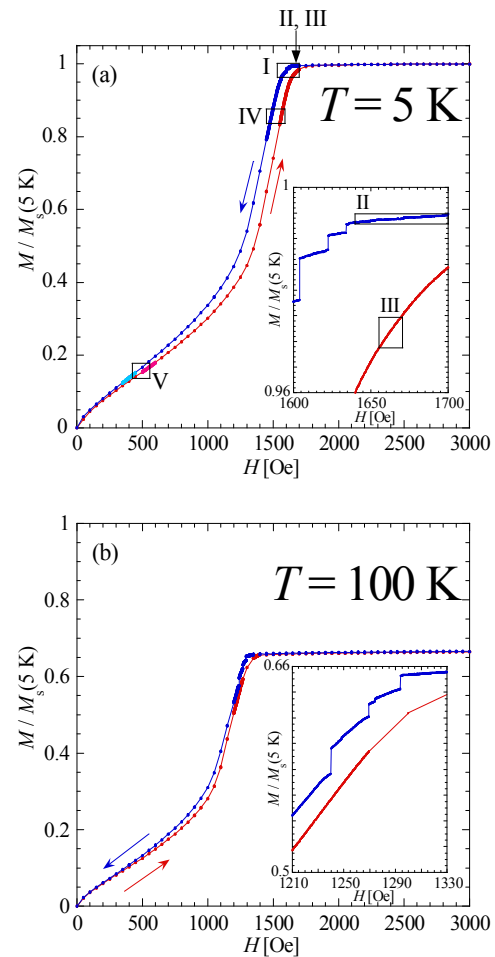 II, III
(a)
I
T = 5 K
IV
V
M / Mₛ(5 K)
1
0.8
0.6
0.4
0.2
0
0 500 1000 1500 2000 2500 3000
H [Oe]
1
II
III
M / Mₛ(5 K)
0.96
1600 1650 1700
H [Oe]
(b)
T = 100 K
M / Mₛ(5 K)
1
0.8
0.6
0.4
0.2
0
0 500 1000 1500 2000 2500 3000
H [Oe]
0.66
M / Mₛ(5 K)
0.5
1210 1250 1290 1330
H [Oe]